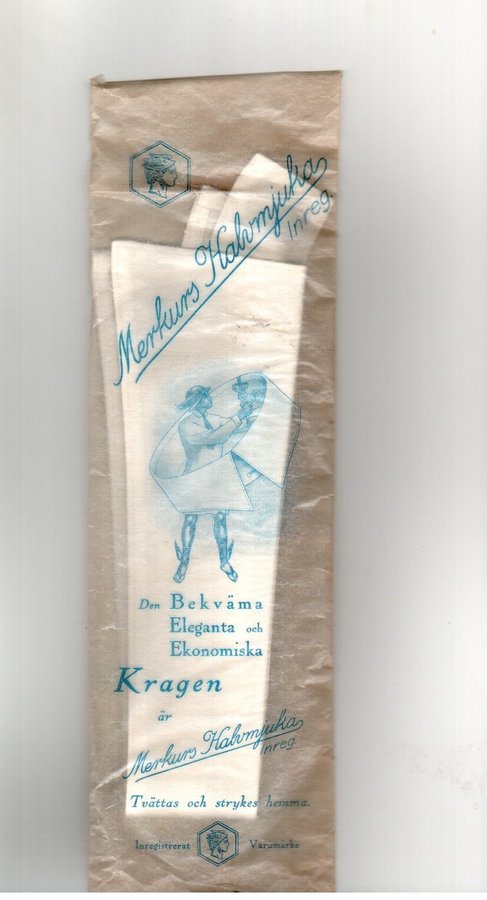 Merkurs Halvmjuka
Inreg.
Den Bekväma
Eleganta och
Ekonomiska
Kragen
är
Merkurs Halvmjuka
Inreg.
Tvättas och strykes hemma.
Inregistrerat Varumärke